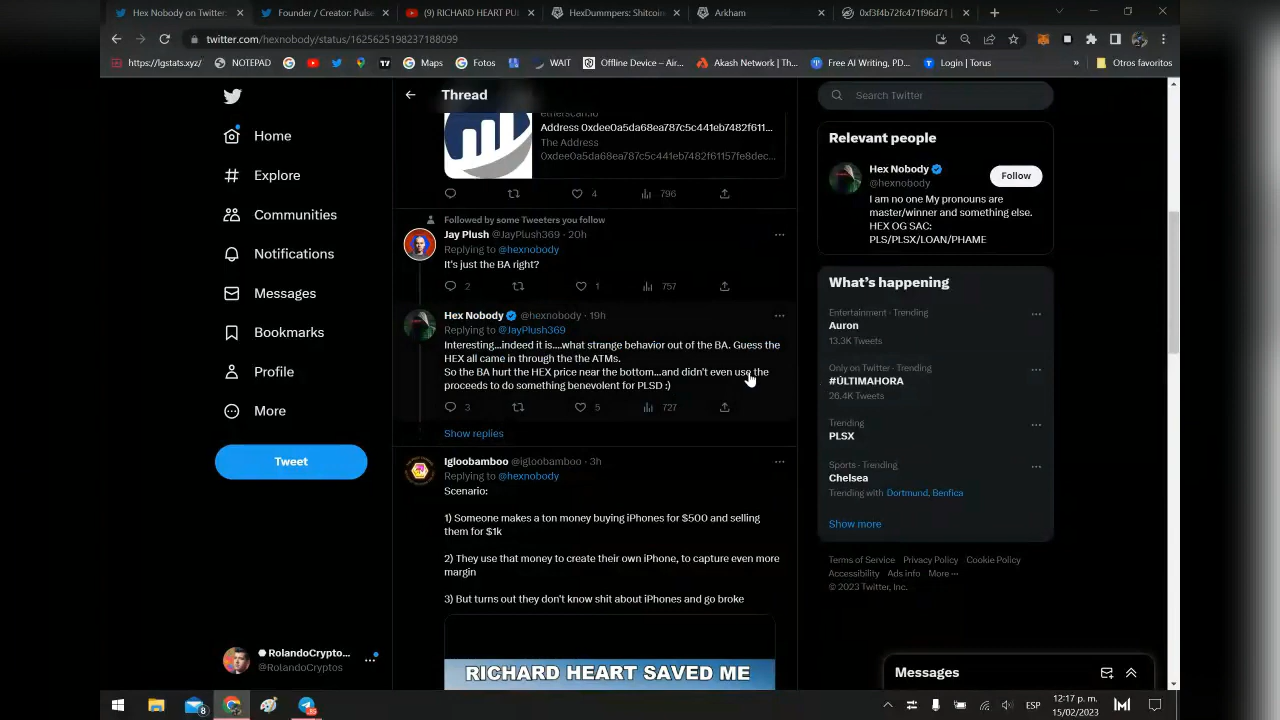 Hex Nobody on Twitter:
Founder / Creator: Pulse
(9) RICHARD HEART PU
HexDummpers: Shitcoin
Arkham
0xf3f4b72fc471f96d71
twitter.com/hexnobody/status/1625625198237188099
https://lgstats.xyz/
NOTEPAD
Maps
Fotos
WAIT
Offline Device – Air...
Akash Network | Th...
Free AI Writing, PD...
Login | Torus
»
Otros favoritos
Home
Explore
Communities
Notifications
Messages
Bookmarks
Profile
More
Tweet
RolandoCrypto...
@RolandoCryptos
Thread
etherscan.io
Address 0xdee0a5da68ea787c5c441eb7482f611...
The Address
0xdee0a5da68ea787c5c441eb7482f61157fe8dec...
4
796
Followed by some Tweeters you follow
Jay Plush @JayPlush369 · 20h
Replying to @hexnobody
It's just the BA right?
2
1
757
Hex Nobody @hexnobody · 19h
Replying to @JayPlush369
Interesting...indeed it is....what strange behavior out of the BA. Guess the
HEX all came in through the the ATMs.
So the BA hurt the HEX price near the bottom...and didn't even use the
proceeds to do something benevolent for PLSD :)
3
5
727
Show replies
Igloobamboo @igloobamboo · 3h
Replying to @hexnobody
Scenario:
1) Someone makes a ton money buying iPhones for $500 and selling
them for $1k
2) They use that money to create their own iPhone, to capture even more
margin
3) But turns out they don't know shit about iPhones and go broke
RICHARD HEART SAVED ME
Search Twitter
Relevant people
Hex Nobody
@hexnobody
Follow
I am no one My pronouns are
master/winner and something else.
HEX OG SAC:
PLS/PLSX/LOAN/PHAME
What's happening
Entertainment · Trending
Auron
13.3K Tweets
Only on Twitter · Trending
#ÚLTIMAHORA
26.4K Tweets
Trending
PLSX
Sports · Trending
Chelsea
Trending with Dortmund, Benfica
Show more
Terms of Service Privacy Policy Cookie Policy
Accessibility Ads info More ···
© 2023 Twitter, Inc.
Messages
ESP
12:17 p. m.
15/02/2023